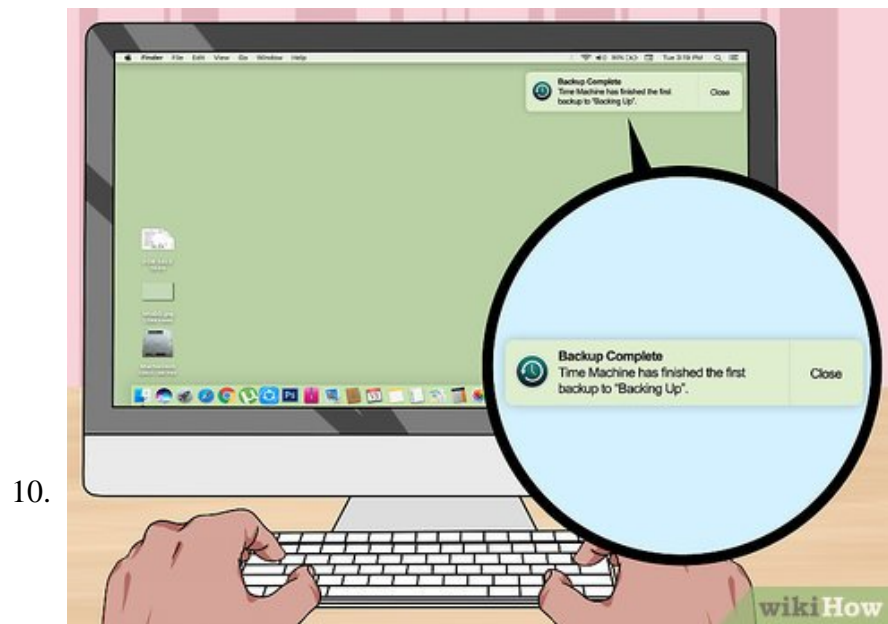 Finder File Edit View Go Window Help
Tue 3:19 PM
Backup Complete
Time Machine has finished the first
backup to "Backing Up".
Close
Ps
Backup Complete
Time Machine has finished the first
backup to "Backing Up".
Close
10.
wikiHow